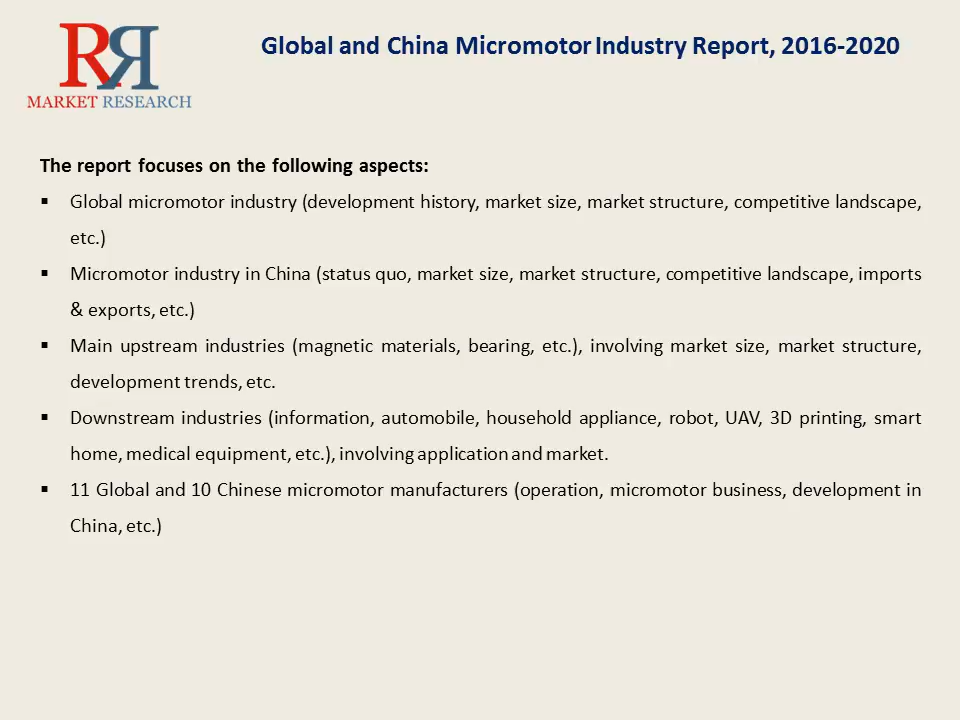 RR
MARKET RESEARCH
Global and China Micromotor Industry Report, 2016-2020
The report focuses on the following aspects:
▪ Global micromotor industry (development history, market size, market structure, competitive landscape,
etc.)
▪ Micromotor industry in China (status quo, market size, market structure, competitive landscape, imports
& exports, etc.)
▪ Main upstream industries (magnetic materials, bearing, etc.), involving market size, market structure,
development trends, etc.
▪ Downstream industries (information, automobile, household appliance, robot, UAV, 3D printing, smart
home, medical equipment, etc.), involving application and market.
▪ 11 Global and 10 Chinese micromotor manufacturers (operation, micromotor business, development in
China, etc.)